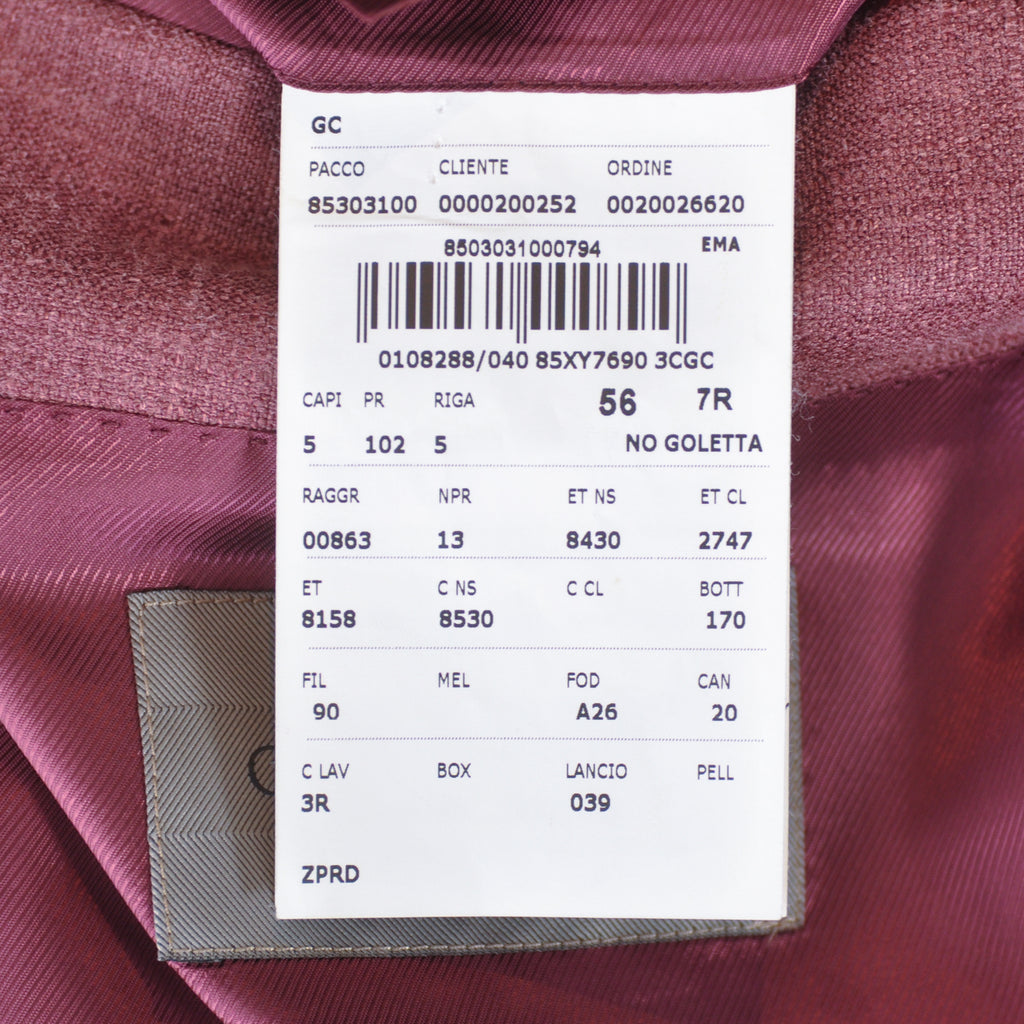 GC
PACCO CLIENTE ORDINE
85303100 0000200252 0020026620
8503031000794 EMA
0108288/040 85XY7690 3CGC
CAPI PR RIGA 56 7R
5 102 5 NO GOLETTA
RAGGR NPR ET NS ET CL
00863 13 8430 2747
ET C NS C CL BOTT
8158 8530 170
FIL MEL FOD CAN
90 A26 20
C LAV BOX LANCIO PELL
3R 039
ZPRD